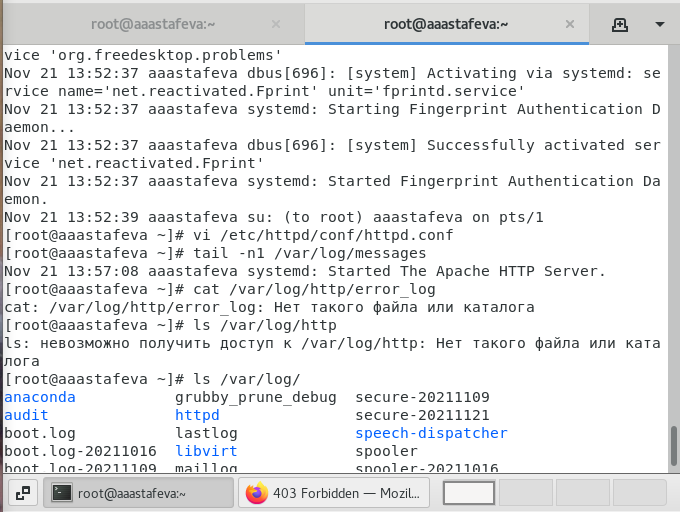 root@aaastafeva:~ × root@aaastafeva:~ ×
vice 'org.freedesktop.problems'
Nov 21 13:52:37 aaastafeva dbus[696]: [system] Activating via systemd: se
rvice name='net.reactivated.Fprint' unit='fprintd.service'
Nov 21 13:52:37 aaastafeva systemd: Starting Fingerprint Authentication D
aemon...
Nov 21 13:52:37 aaastafeva dbus[696]: [system] Successfully activated ser
vice 'net.reactivated.Fprint'
Nov 21 13:52:37 aaastafeva systemd: Started Fingerprint Authentication Da
emon.
Nov 21 13:52:39 aaastafeva su: (to root) aaastafeva on pts/1
[root@aaastafeva ~]# vi /etc/httpd/conf/httpd.conf
[root@aaastafeva ~]# tail -n1 /var/log/messages
Nov 21 13:57:08 aaastafeva systemd: Started The Apache HTTP Server.
[root@aaastafeva ~]# cat /var/log/http/error_log
cat: /var/log/http/error_log: Нет такого файла или каталога
[root@aaastafeva ~]# ls /var/log/http
ls: невозможно получить доступ к /var/log/http: Нет такого файла или ката
лога
[root@aaastafeva ~]# ls /var/log/
anaconda grubby_prune_debug secure-20211109
audit httpd secure-20211121
boot.log lastlog speech-dispatcher
boot.log-20211016 libvirt spooler
boot.log-20211109 maillog spooler-20211016
root@aaastafeva:~ 403 Forbidden — Mozil...